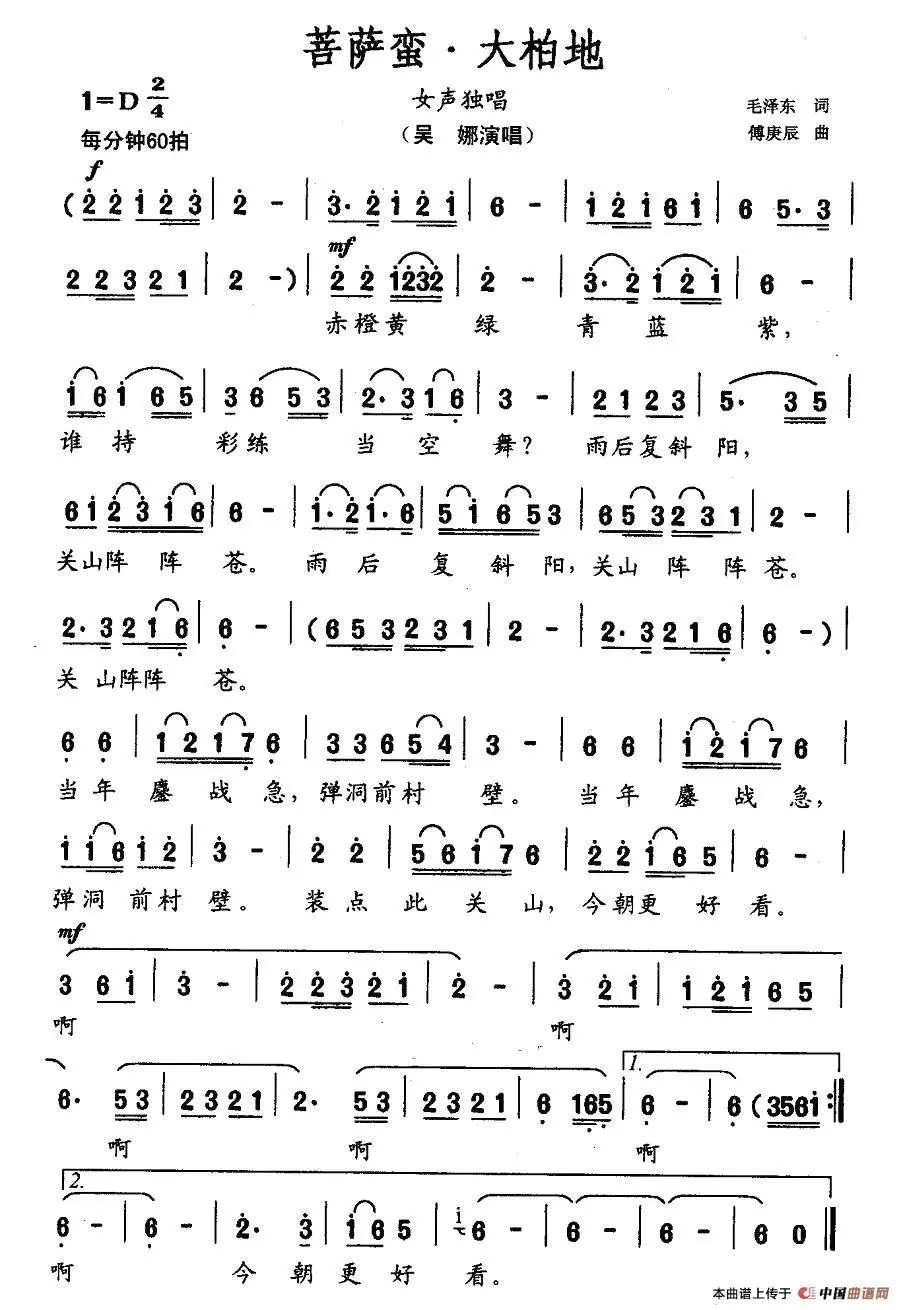 菩萨蛮·大柏地
1=D 2/4
女声独唱
毛泽东 词
每分钟60拍
(吴 娜演唱)
傅庚辰 曲
f
(2 2 1 2 3 | 2 - | 3·2 1 2 1 | 6 - | 1 2 1 6 1 | 6 5·3 |
mf
2 2 3 2 1 | 2 - ) | 2 2 1232 | 2 - | 3·2 1 2 1 | 6 - |
赤橙黄 绿 青 蓝 紫,
1 6 1 6 5 | 3 6 5 3 | 2·3 1 6 | 3 - | 2 1 2 3 | 5· 3 5 |
谁 持 彩练 当 空 舞? 雨后复斜 阳,
6 1 2 3 1 6 | 6 - | 1·2 1·6 | 5 1 6 5 3 | 6 5 3 2 3 1 | 2 - |
关山阵 阵 苍。 雨 后 复 斜 阳, 关山 阵 阵苍。
2·3 2 1 6 | 6 - | (6 5 3 2 3 1 | 2 - | 2·3 2 1 6 | 6 - ) |
关 山阵阵 苍。
6 6 | 1 2 1 7 6 | 3 3 6 5 4 | 3 - | 6 6 | 1 2 1 7 6 |
当 年 鏖 战 急, 弹洞前村 壁。 当 年 鏖 战 急,
1 1 6 1 2 | 3 - | 2 2 | 5 6 1 7 6 | 2 2 1 6 5 | 6 - |
弹洞 前村 壁。 装 点 此 关 山, 今朝更 好 看。
mf
3 6 1 | 3 - | 2 2 3 2 1 | 2 - | 3 2 1 | 1 2 1 6 5 |
啊 啊
1.
6· 5 3 | 2 3 2 1 | 2· 5 3 | 2 3 2 1 | 6 1 6 5 | 6 - | 6 (3561 :‖
啊 啊 啊
2.
6 - | 6 - | 2· 3 | 1 6 5 | i 6 - | 6 - | 6 - | 6 0 ‖
啊 今 朝更好 看。
本曲谱上传于 中国曲谱网